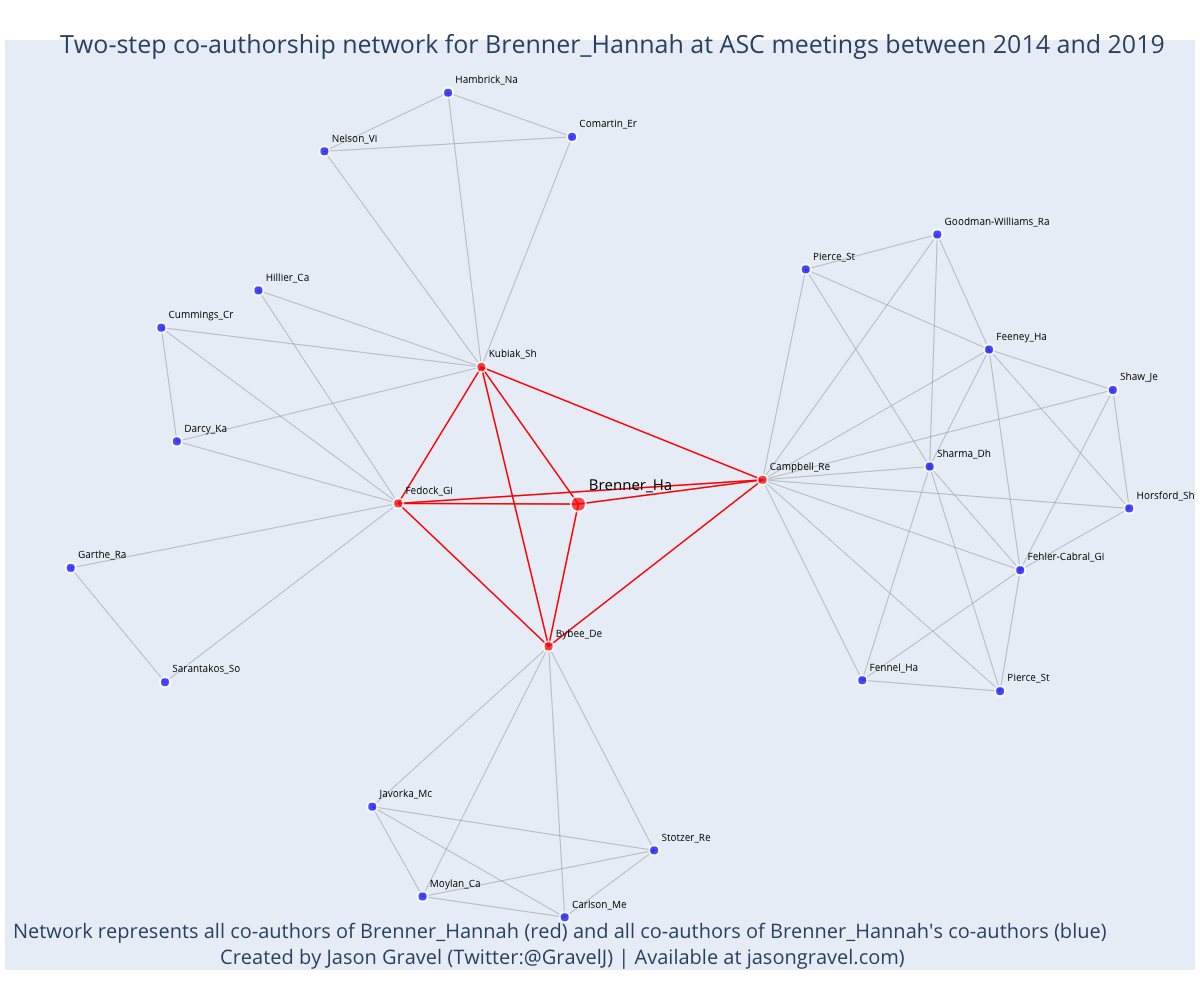 Two-step co-authorship network for Brenner_Hannah at ASC meetings between 2014 and 2019
Hambrick_Na
Comartin_Er
Nelson_Vi
Goodman-Williams_Ra
Pierce_St
Hillier_Ca
Cummings_Cr
Feeney_Ha
Kubiak_Sh
Shaw_Je
Darcy_Ka
Sharma_Dh
Campbell_Re
Brenner_Ha
Fedock_Gi
Horsford_Sh
Garthe_Ra
Fehler-Cabral_Gi
Bybee_De
Sarantakos_So
Fennel_Ha
Pierce_St
Javorka_Mc
Stotzer_Re
Moylan_Ca
Carlson_Me
Network represents all co-authors of Brenner_Hannah (red) and all co-authors of Brenner_Hannah's co-authors (blue)
Created by Jason Gravel (Twitter:@GravelJ) | Available at jasongravel.com)